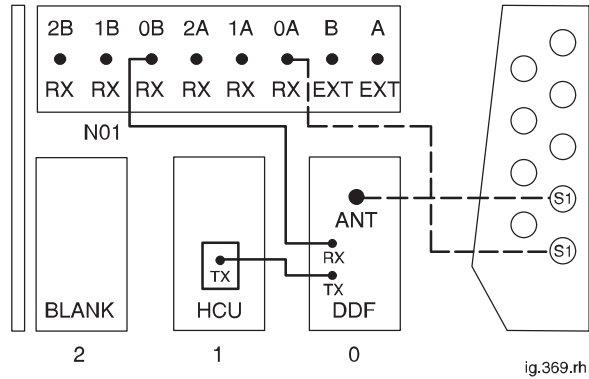 2B 1B 0B 2A 1A 0A B A
RX RX RX RX RX RX EXT EXT
N01
S1
ANT
RX
S1
TX
TX
BLANK HCU DDF
2 1 0
ig.369.rh